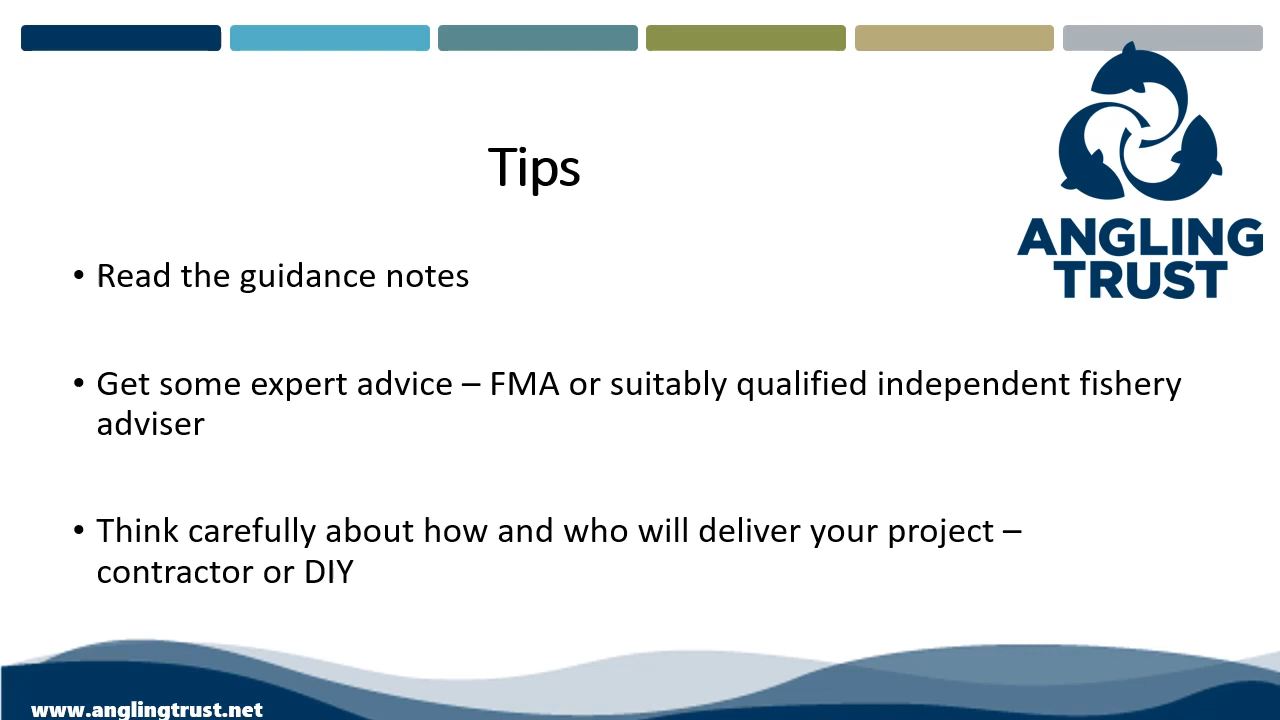 Tips
ANGLING
TRUST
• Read the guidance notes
• Get some expert advice – FMA or suitably qualified independent fishery
adviser
• Think carefully about how and who will deliver your project –
contractor or DIY
www.anglingtrust.net